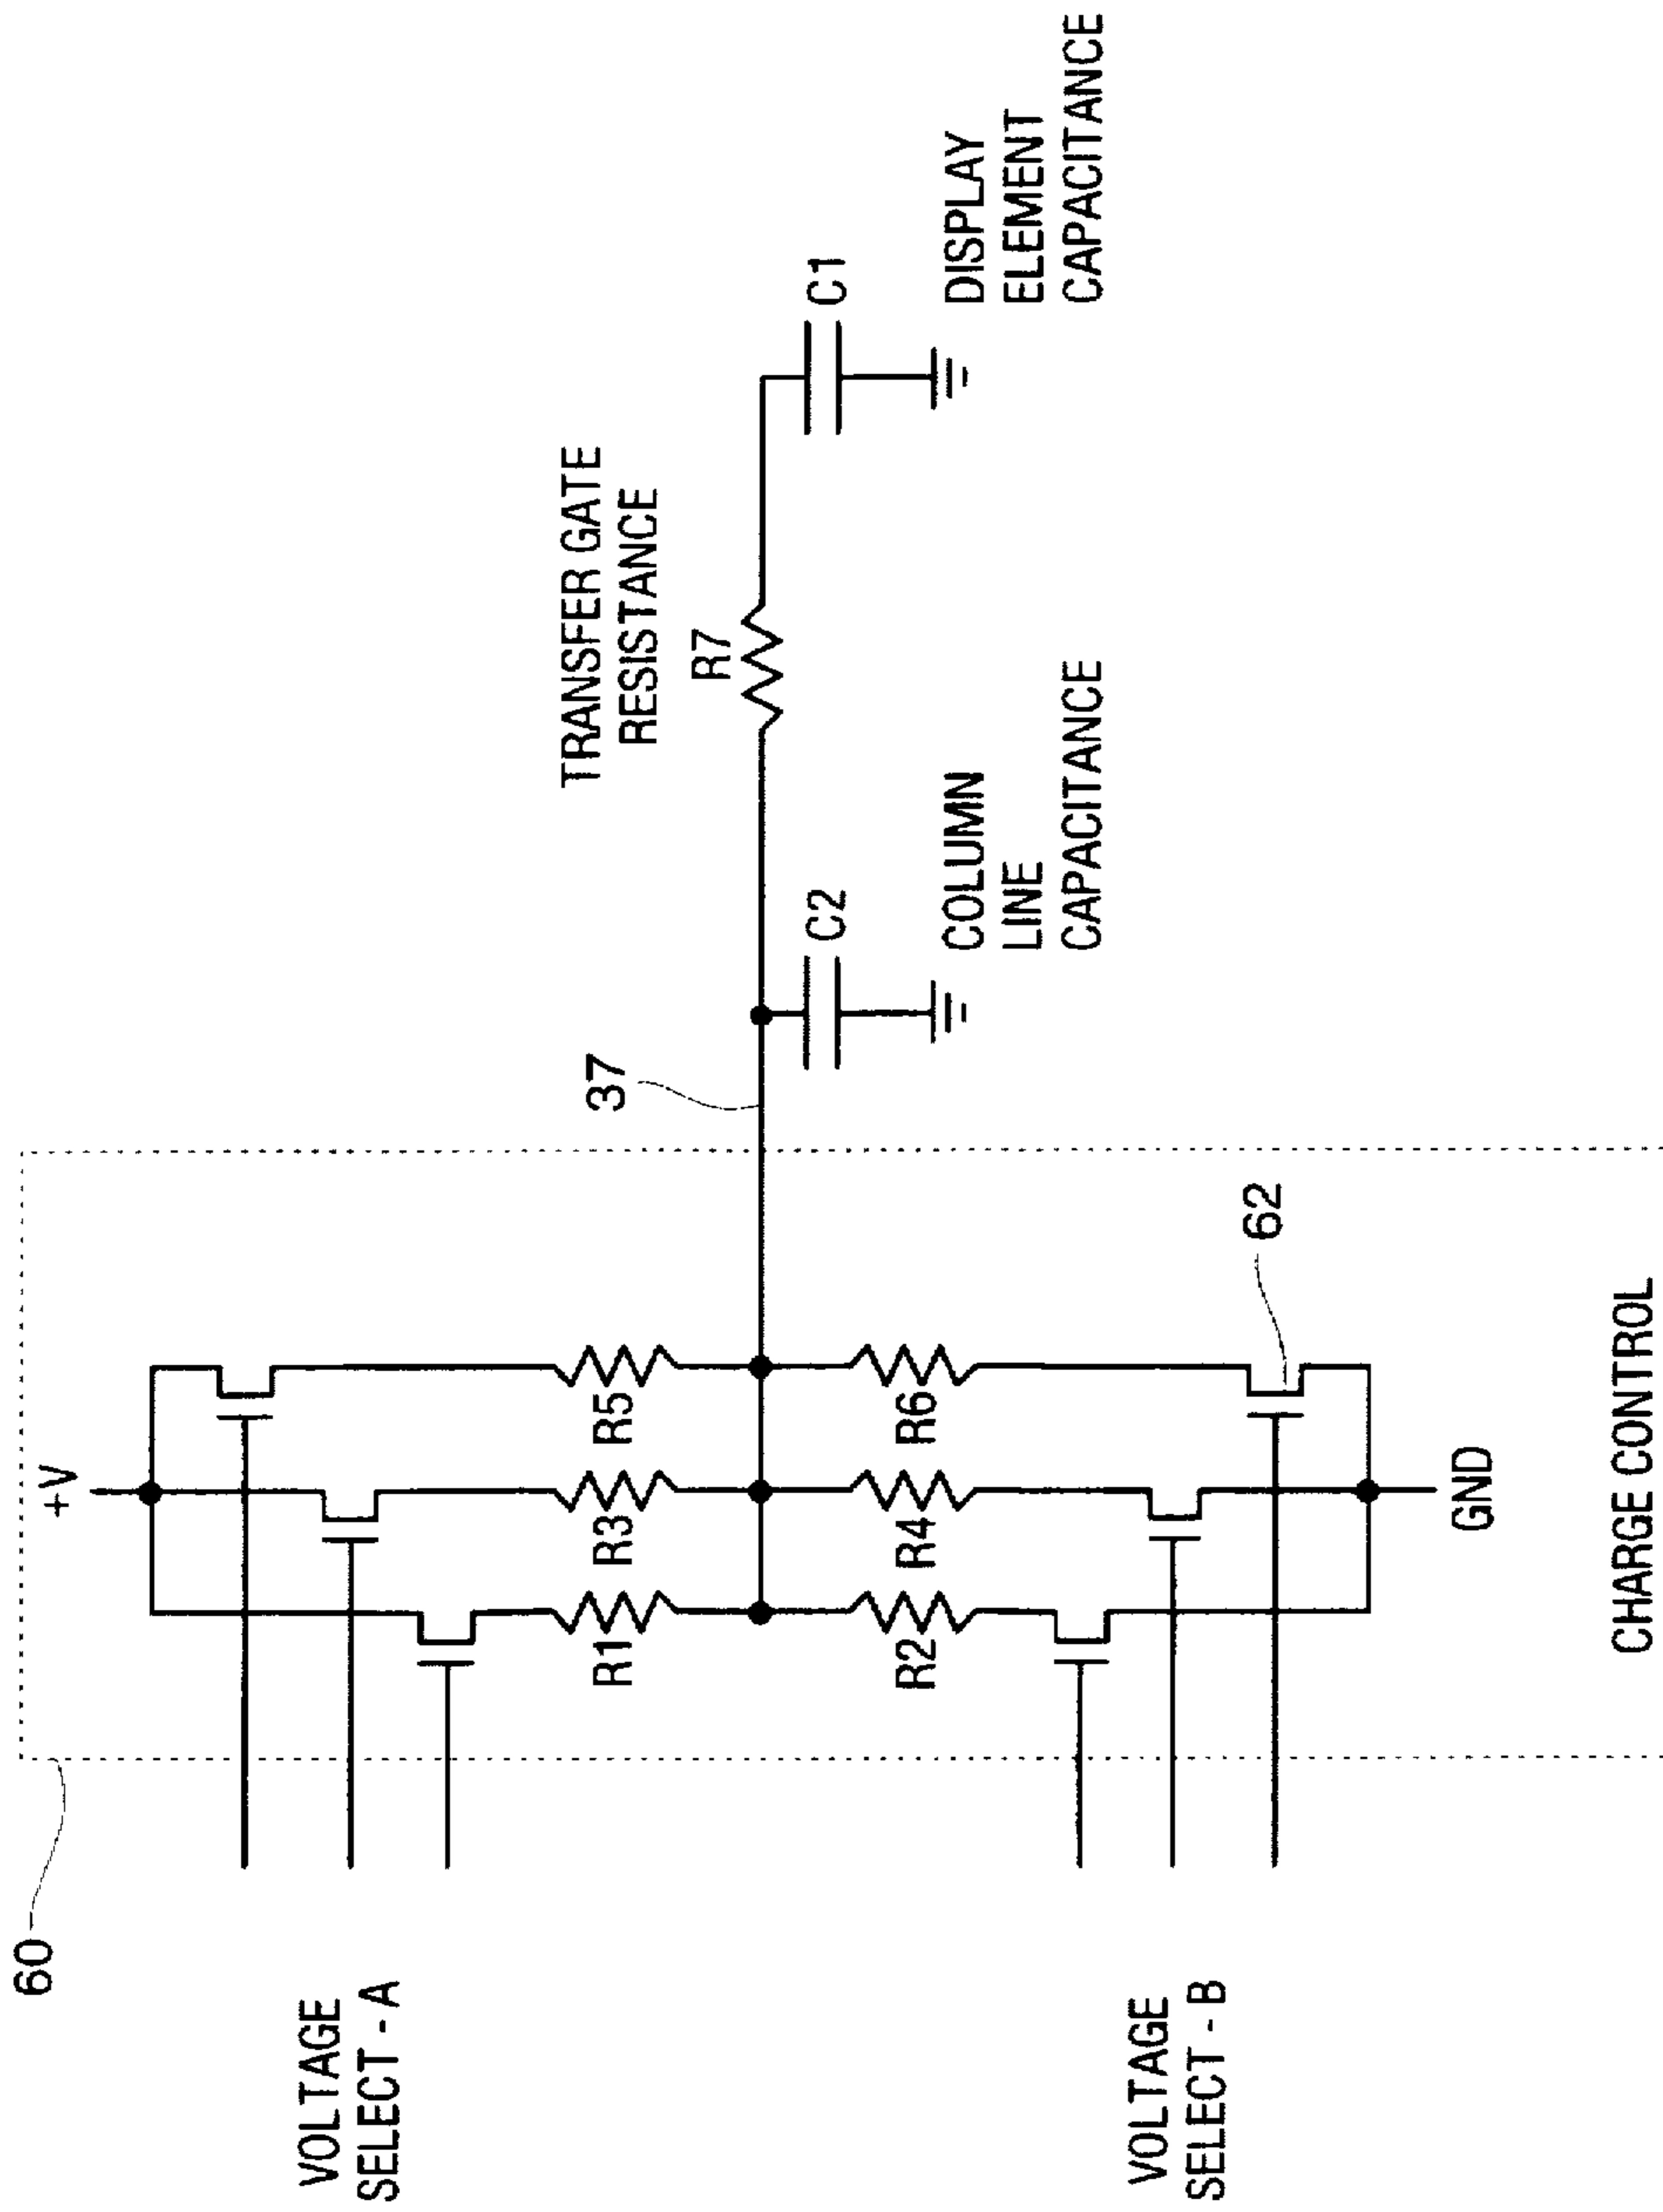 60
VOLTAGE
SELECT - A
VOLTAGE
SELECT - B
+V
R1
R3
R5
R2
R4
R6
GND
62
CHARGE CONTROL
37
C2
COLUMN
LINE
CAPACITANCE
TRANSFER GATE
RESISTANCE
R7
C1
DISPLAY
ELEMENT
CAPACITANCE